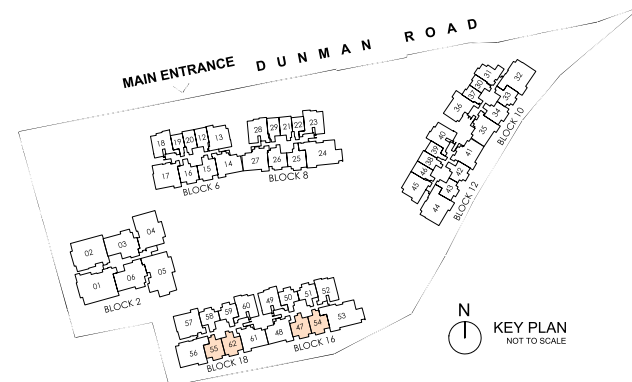 DUNMAN ROAD
MAIN ENTRANCE
18 19 20 12 13
17 16 15 14
BLOCK 6
28 29 21 22 23
27 26 25 24
BLOCK 8
37 30 31 32
36 35 34 33
BLOCK 10
40
45 46 38 39 41
44 43 42
BLOCK 12
02 03 04
01 06 05
BLOCK 2
57 58 59 60
56 55 62 61
BLOCK 18
49 50 51 52
48 47 54 53
BLOCK 16
N
KEY PLAN
NOT TO SCALE